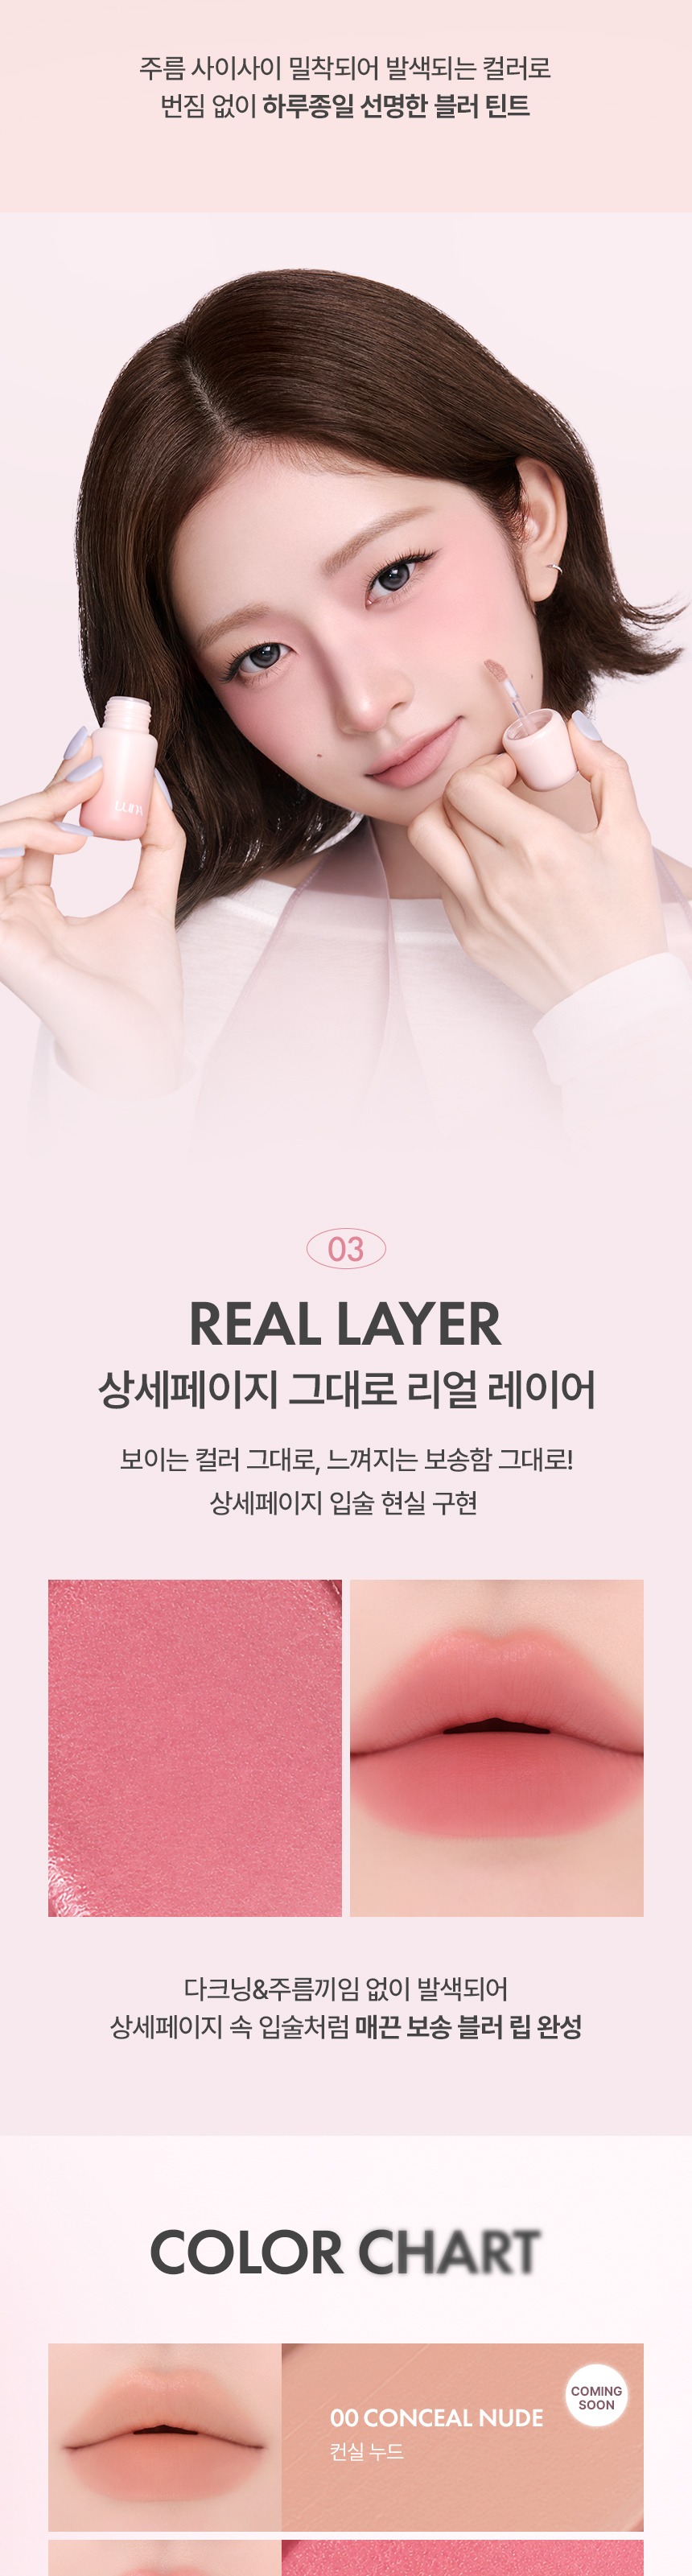 주름 사이사이 밀착되어 발색되는 컬러로
번짐 없이 하루종일 선명한 블러 틴트
LUNA
03
REAL LAYER
상세페이지 그대로 리얼 레이어
보이는 컬러 그대로, 느껴지는 보송함 그대로!
상세페이지 입술 현실 구현
다크닝&주름끼임 없이 발색되어
상세페이지 속 입술처럼 매끈 보송 블러 립 완성
COLOR CHART
COMING
SOON
00 CONCEAL NUDE
컨실 누드